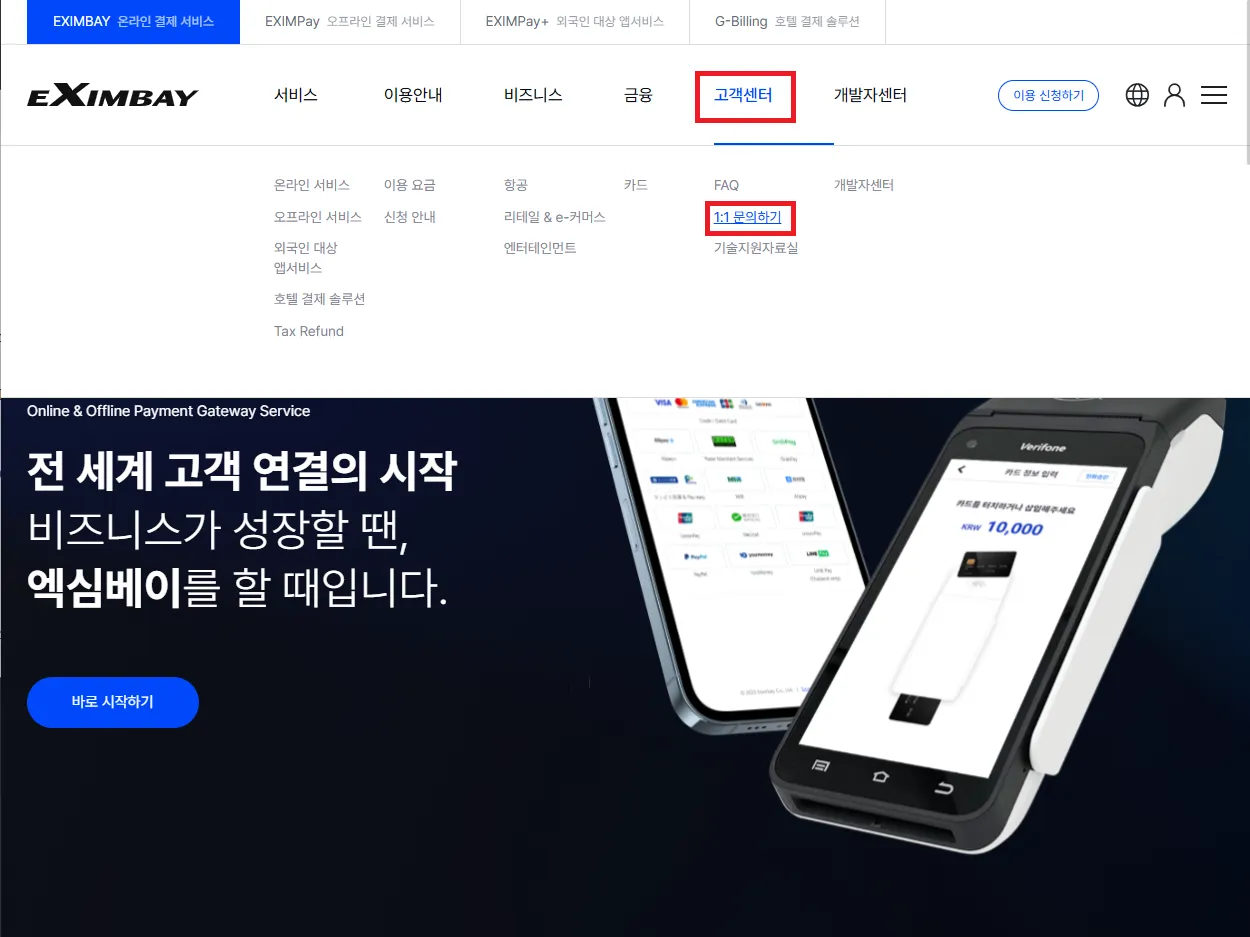 EXIMBAY 온라인 결제 서비스
EXIMPay 오프라인 결제 서비스
EXIMPay+ 외국인 대상 앱서비스
G-Billing 호텔 결제 솔루션
EXIMBAY
서비스
이용안내
비즈니스
금융
고객센터
개발자센터
이용 신청하기
온라인 서비스
오프라인 서비스
외국인 대상
앱서비스
호텔 결제 솔루션
Tax Refund
이용 요금
신청 안내
항공
리테일 & e-커머스
엔터테인먼트
카드
FAQ
1:1 문의하기
기술지원자료실
개발자센터
Online & Offline Payment Gateway Service
전 세계 고객 연결의 시작
비즈니스가 성장할 땐,
엑심베이를 할 때입니다.
바로 시작하기
VISA
GrabPay
PayPal
PayPal
LINE Pay
Verifone
카드 정보 입력
카드를 터치하거나 삽입해주세요
KRW 10,000